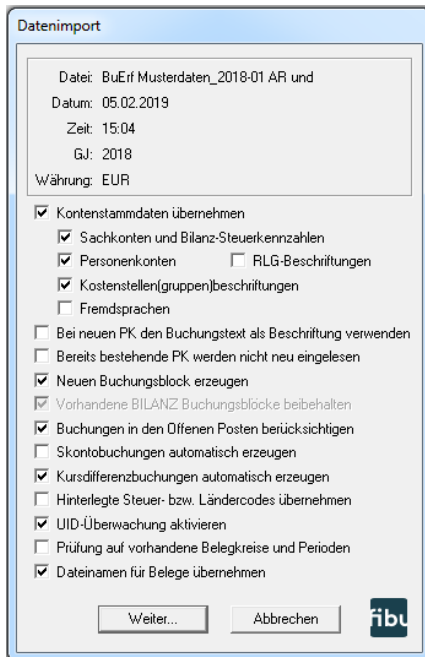 Datenimport
Datei: BuErf Musterdaten_2018-01 AR und
Datum: 05.02.2019
Zeit: 15:04
GJ: 2018
Währung: EUR
Kontenstammdaten übernehmen
Sachkonten und Bilanz-Steuerkennzahlen
Personenkonten RLG-Beschriftungen
Kostenstellen(gruppen)beschriftungen
Fremdsprachen
Bei neuen PK den Buchungstext als Beschriftung verwenden
Bereits bestehende PK werden nicht neu eingelesen
Neuen Buchungsblock erzeugen
Vorhandene BILANZ Buchungsblöcke beibehalten
Buchungen in den Offenen Posten berücksichtigen
Skontobuchungen automatisch erzeugen
Kursdifferenzbuchungen automatisch erzeugen
Hinterlegte Steuer- bzw. Ländercodes übernehmen
UID-Überwachung aktivieren
Prüfung auf vorhandene Belegkreise und Perioden
Dateinamen für Belege übernehmen
Weiter... Abbrechen fibu